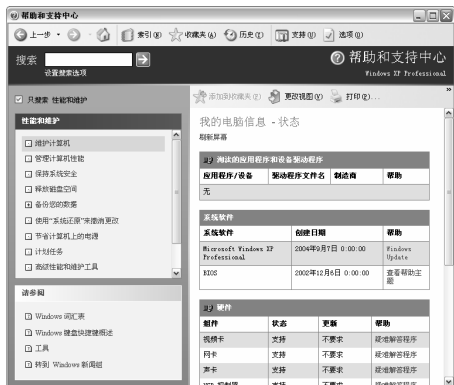 帮助和支持中心
上一步 索引(N) 收藏夹(A) 历史(I) 支持(U) 选项(O)
搜索
设置搜索选项
帮助和支持中心
Windows XP Professional
只搜索 性能和维护
性能和维护
维护计算机
管理计算机性能
保持系统安全
释放磁盘空间
备份您的数据
使用“系统还原”来撤消更改
节省计算机上的电源
计划任务
高级性能和维护工具
请参阅
Windows 词汇表
Windows 键盘快捷键概述
工具
转到 Windows 新闻组
添加到收藏夹(F) 更改视图(V) 打印(P)...
我的电脑信息 - 状态
刷新屏幕
淘汰的应用程序和设备驱动程序
应用程序/设备 驱动程序文件名 制造商 帮助
无
系统软件
系统软件 创建日期 帮助
Microsoft Windows XP Professional 2004年9月7日 0:00:00 Windows Update
BIOS 2002年12月6日 0:00:00 查看帮助主题
硬件
组件 状态 更新 帮助
视频卡 支持 不要求 疑难解答程序
网卡 支持 不要求 疑难解答程序
声卡 支持 不要求 疑难解答程序